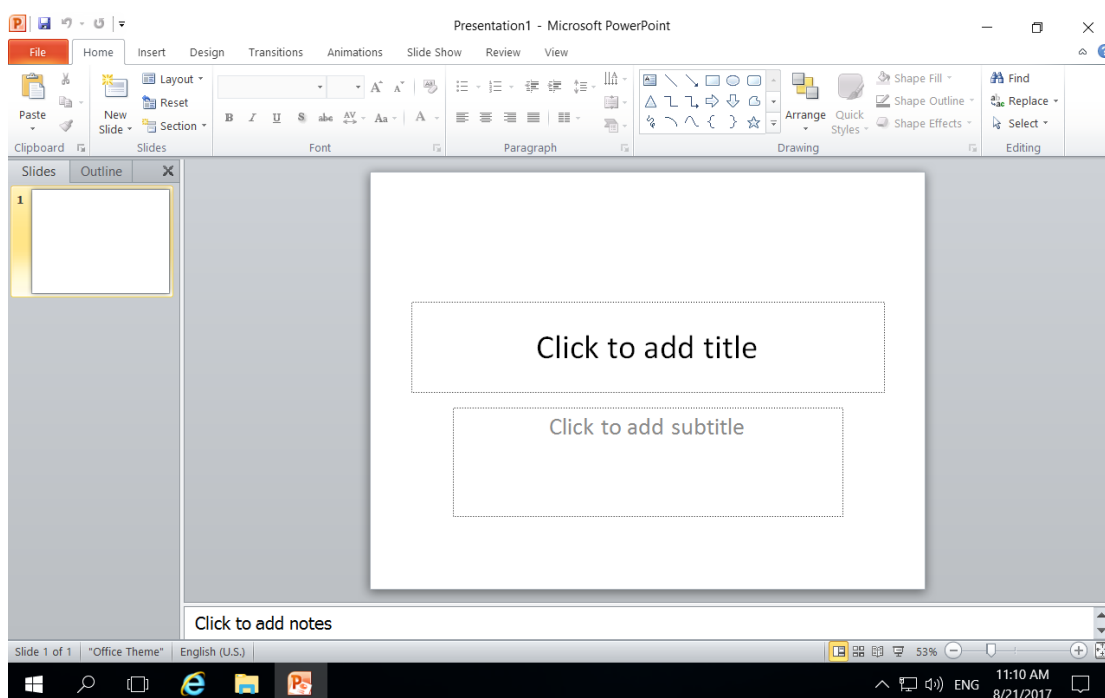 Presentation1 - Microsoft PowerPoint
File Home Insert Design Transitions Animations Slide Show Review View
Paste
New Slide
Layout
Reset
Section
B I U S abc AV Aa A
A A
Arrange
Quick Styles
Shape Fill
Shape Outline
Shape Effects
Find
Replace
Select
Clipboard Slides Font Paragraph Drawing Editing
Slides Outline
1
Click to add title
Click to add subtitle
Click to add notes
Slide 1 of 1 "Office Theme" English (U.S.) 53%
ENG
11:10 AM
8/21/2017